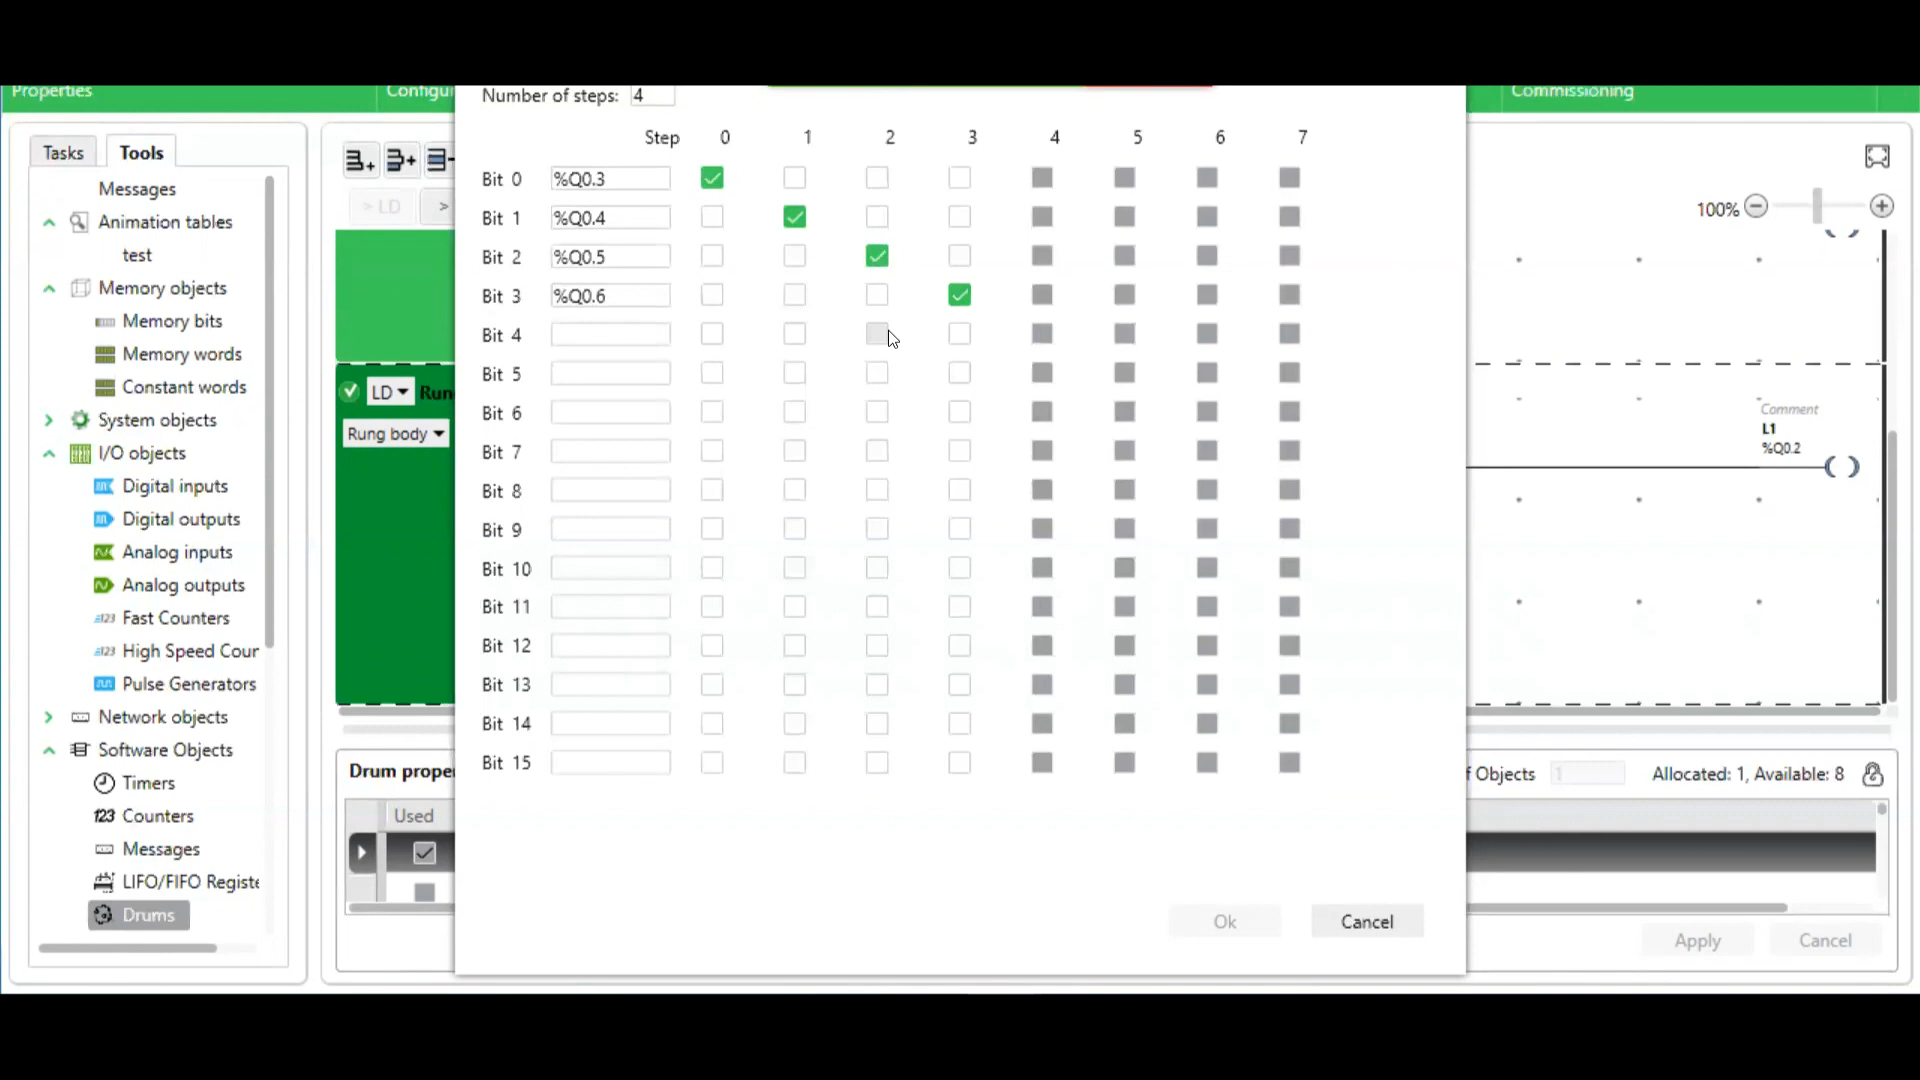 Properties
Configu
Commissioning
Number of steps: 4
Step 0 1 2 3 4 5 6 7
Tasks Tools
Messages
Animation tables
test
Memory objects
Memory bits
Memory words
Constant words
System objects
I/O objects
Digital inputs
Digital outputs
Analog inputs
Analog outputs
Fast Counters
High Speed Cour
Pulse Generators
Network objects
Software Objects
Timers
123 Counters
Messages
LIFO/FIFO Registe
Drums
> LD >
LD Run
Rung body
Bit 0 %Q0.3
Bit 1 %Q0.4
Bit 2 %Q0.5
Bit 3 %Q0.6
Bit 4
Bit 5
Bit 6
Bit 7
Bit 8
Bit 9
Bit 10
Bit 11
Bit 12
Bit 13
Bit 14
Bit 15
100%
Comment
L1
%Q0.2
Drum prope
f Objects 1 Allocated: 1, Available: 8
Used
Ok Cancel
Apply Cancel